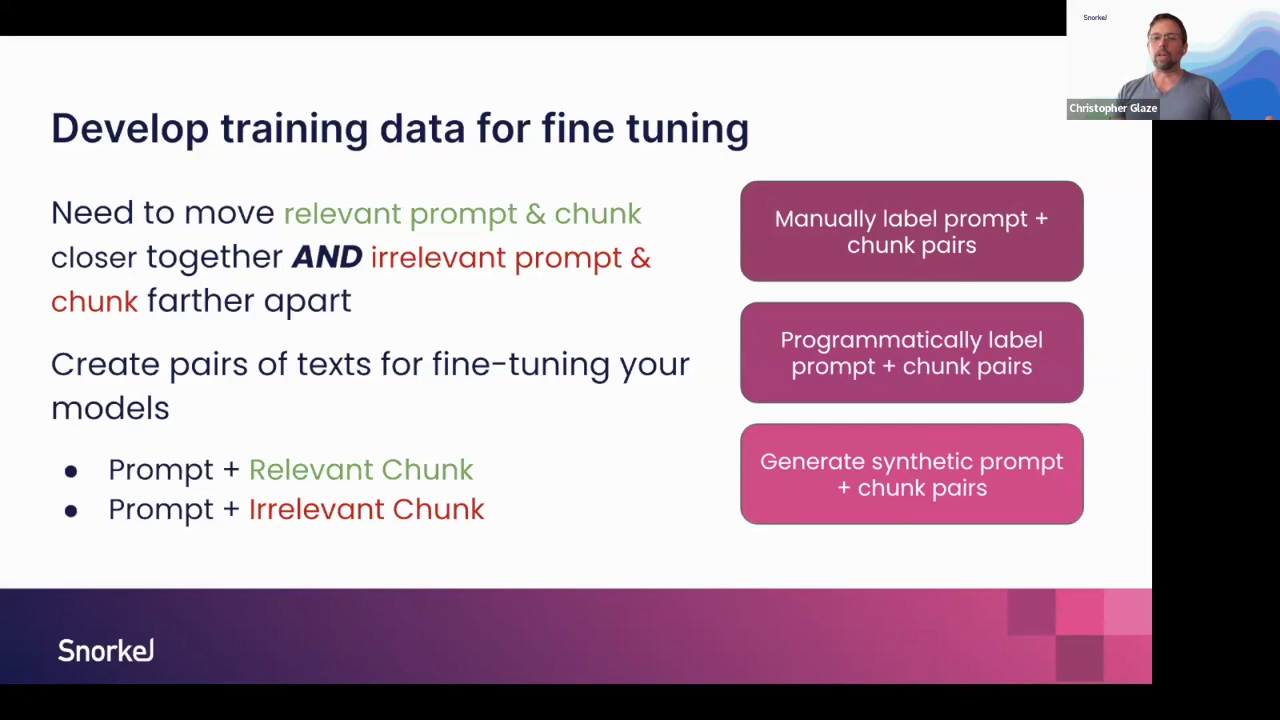 Snorkel
Christopher Glaze
Develop training data for fine tuning
Need to move relevant prompt & chunk
closer together AND irrelevant prompt &
chunk farther apart
Create pairs of texts for fine-tuning your
models
● Prompt + Relevant Chunk
● Prompt + Irrelevant Chunk
Manually label prompt +
chunk pairs
Programmatically label
prompt + chunk pairs
Generate synthetic prompt
+ chunk pairs
Snorkel